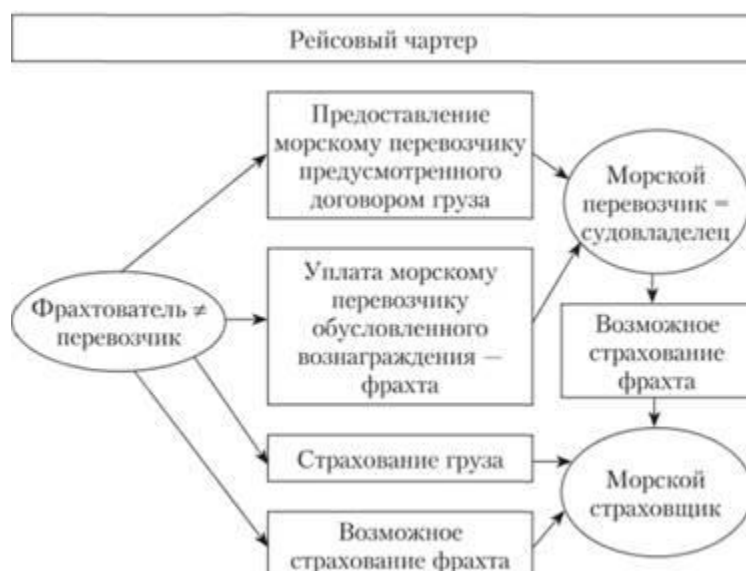 Рейсовый чартер
Предоставление
морскому перевозчику
предусмотренного
договором груза
Морской
перевозчик =
судовладелец
Фрахтователь ≠
перевозчик
Уплата морскому
перевозчику
обусловленного
вознаграждения —
фрахта
Возможное
страхование
фрахта
Страхование груза
Морской
страховщик
Возможное
страхование фрахта